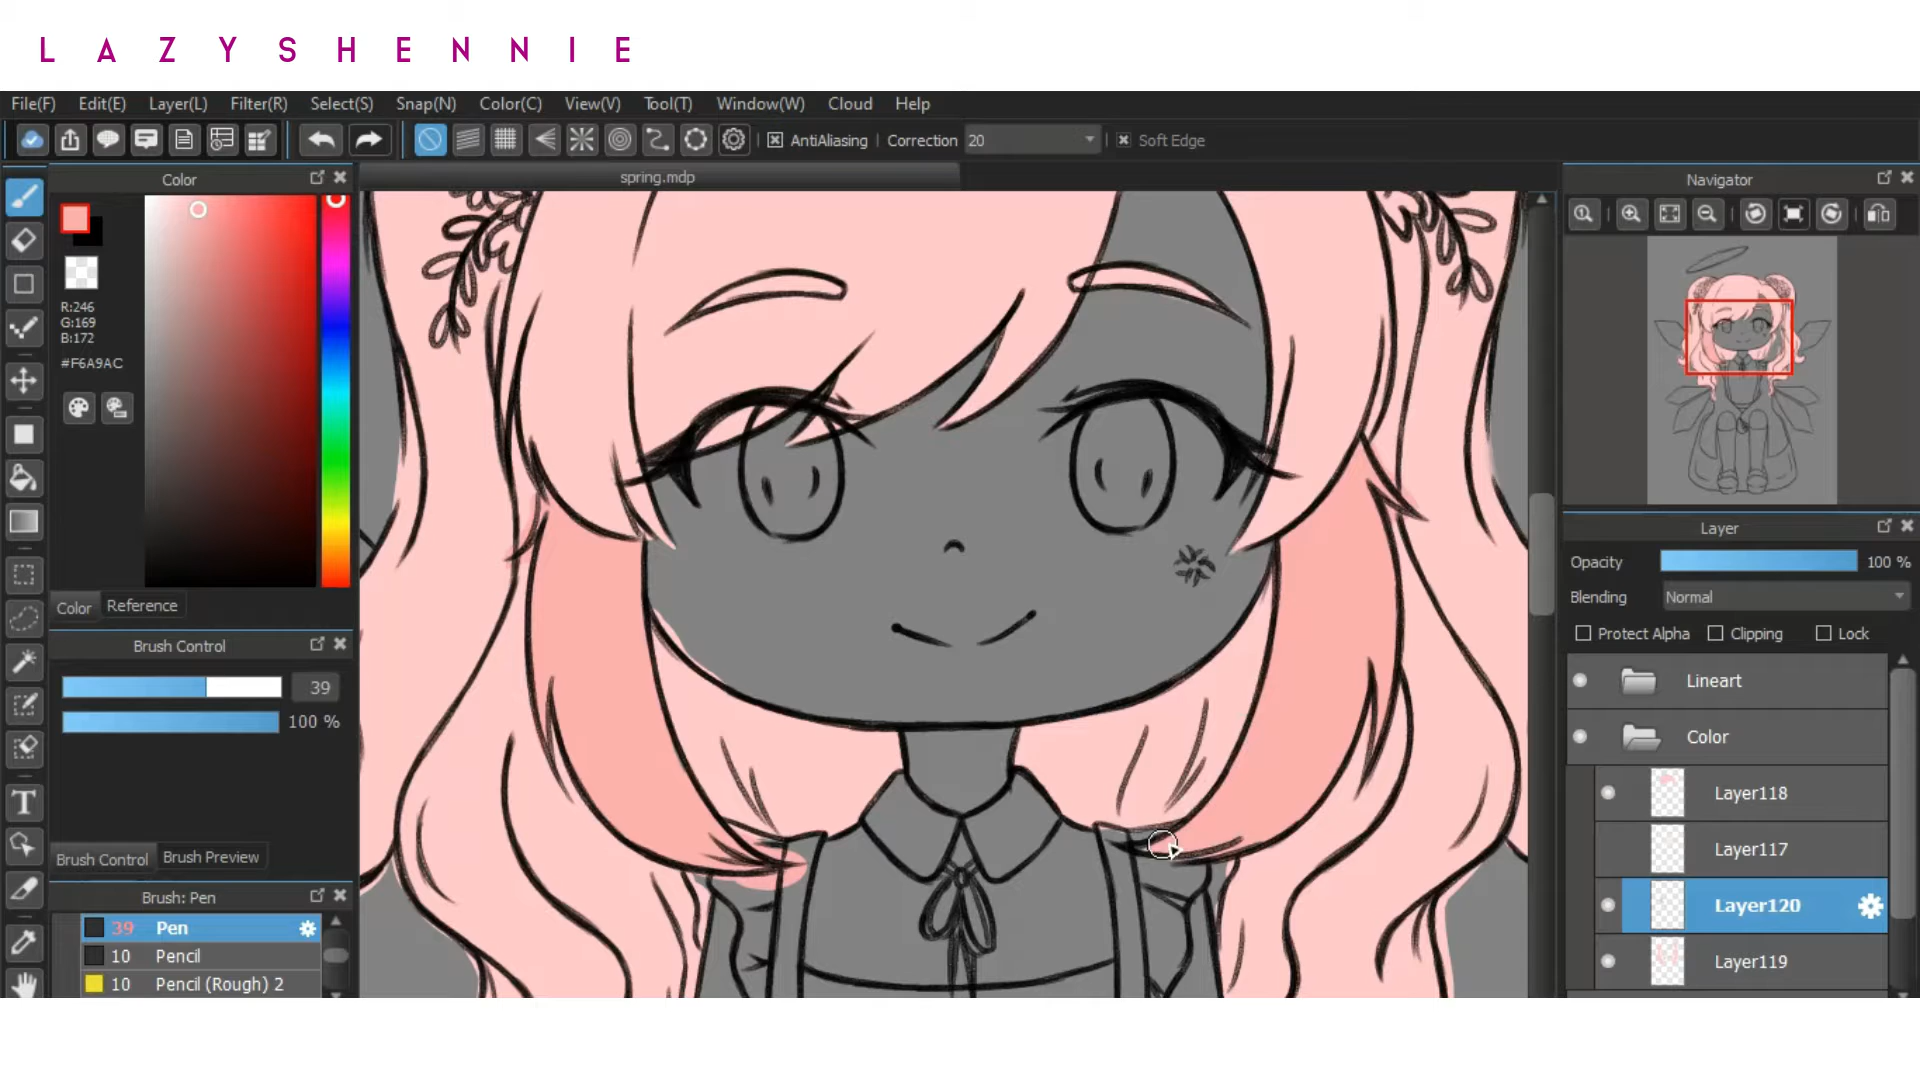 LAZYSHENNIE
File(F) Edit(E) Layer(L) Filter(R) Select(S) Snap(N) Color(C) View(V) Tool(T) Window(W) Cloud Help
AntiAliasing Correction 20 Soft Edge
Color
spring.mdp
Navigator
R:246
G:169
B:172
#F6A9AC
Color Reference
Brush Control
39
100 %
Brush Control Brush Preview
Brush: Pen
39 Pen
10 Pencil
10 Pencil (Rough) 2
Layer
Opacity 100 %
Blending Normal
Protect Alpha Clipping Lock
Lineart
Color
Layer118
Layer117
Layer120
Layer119